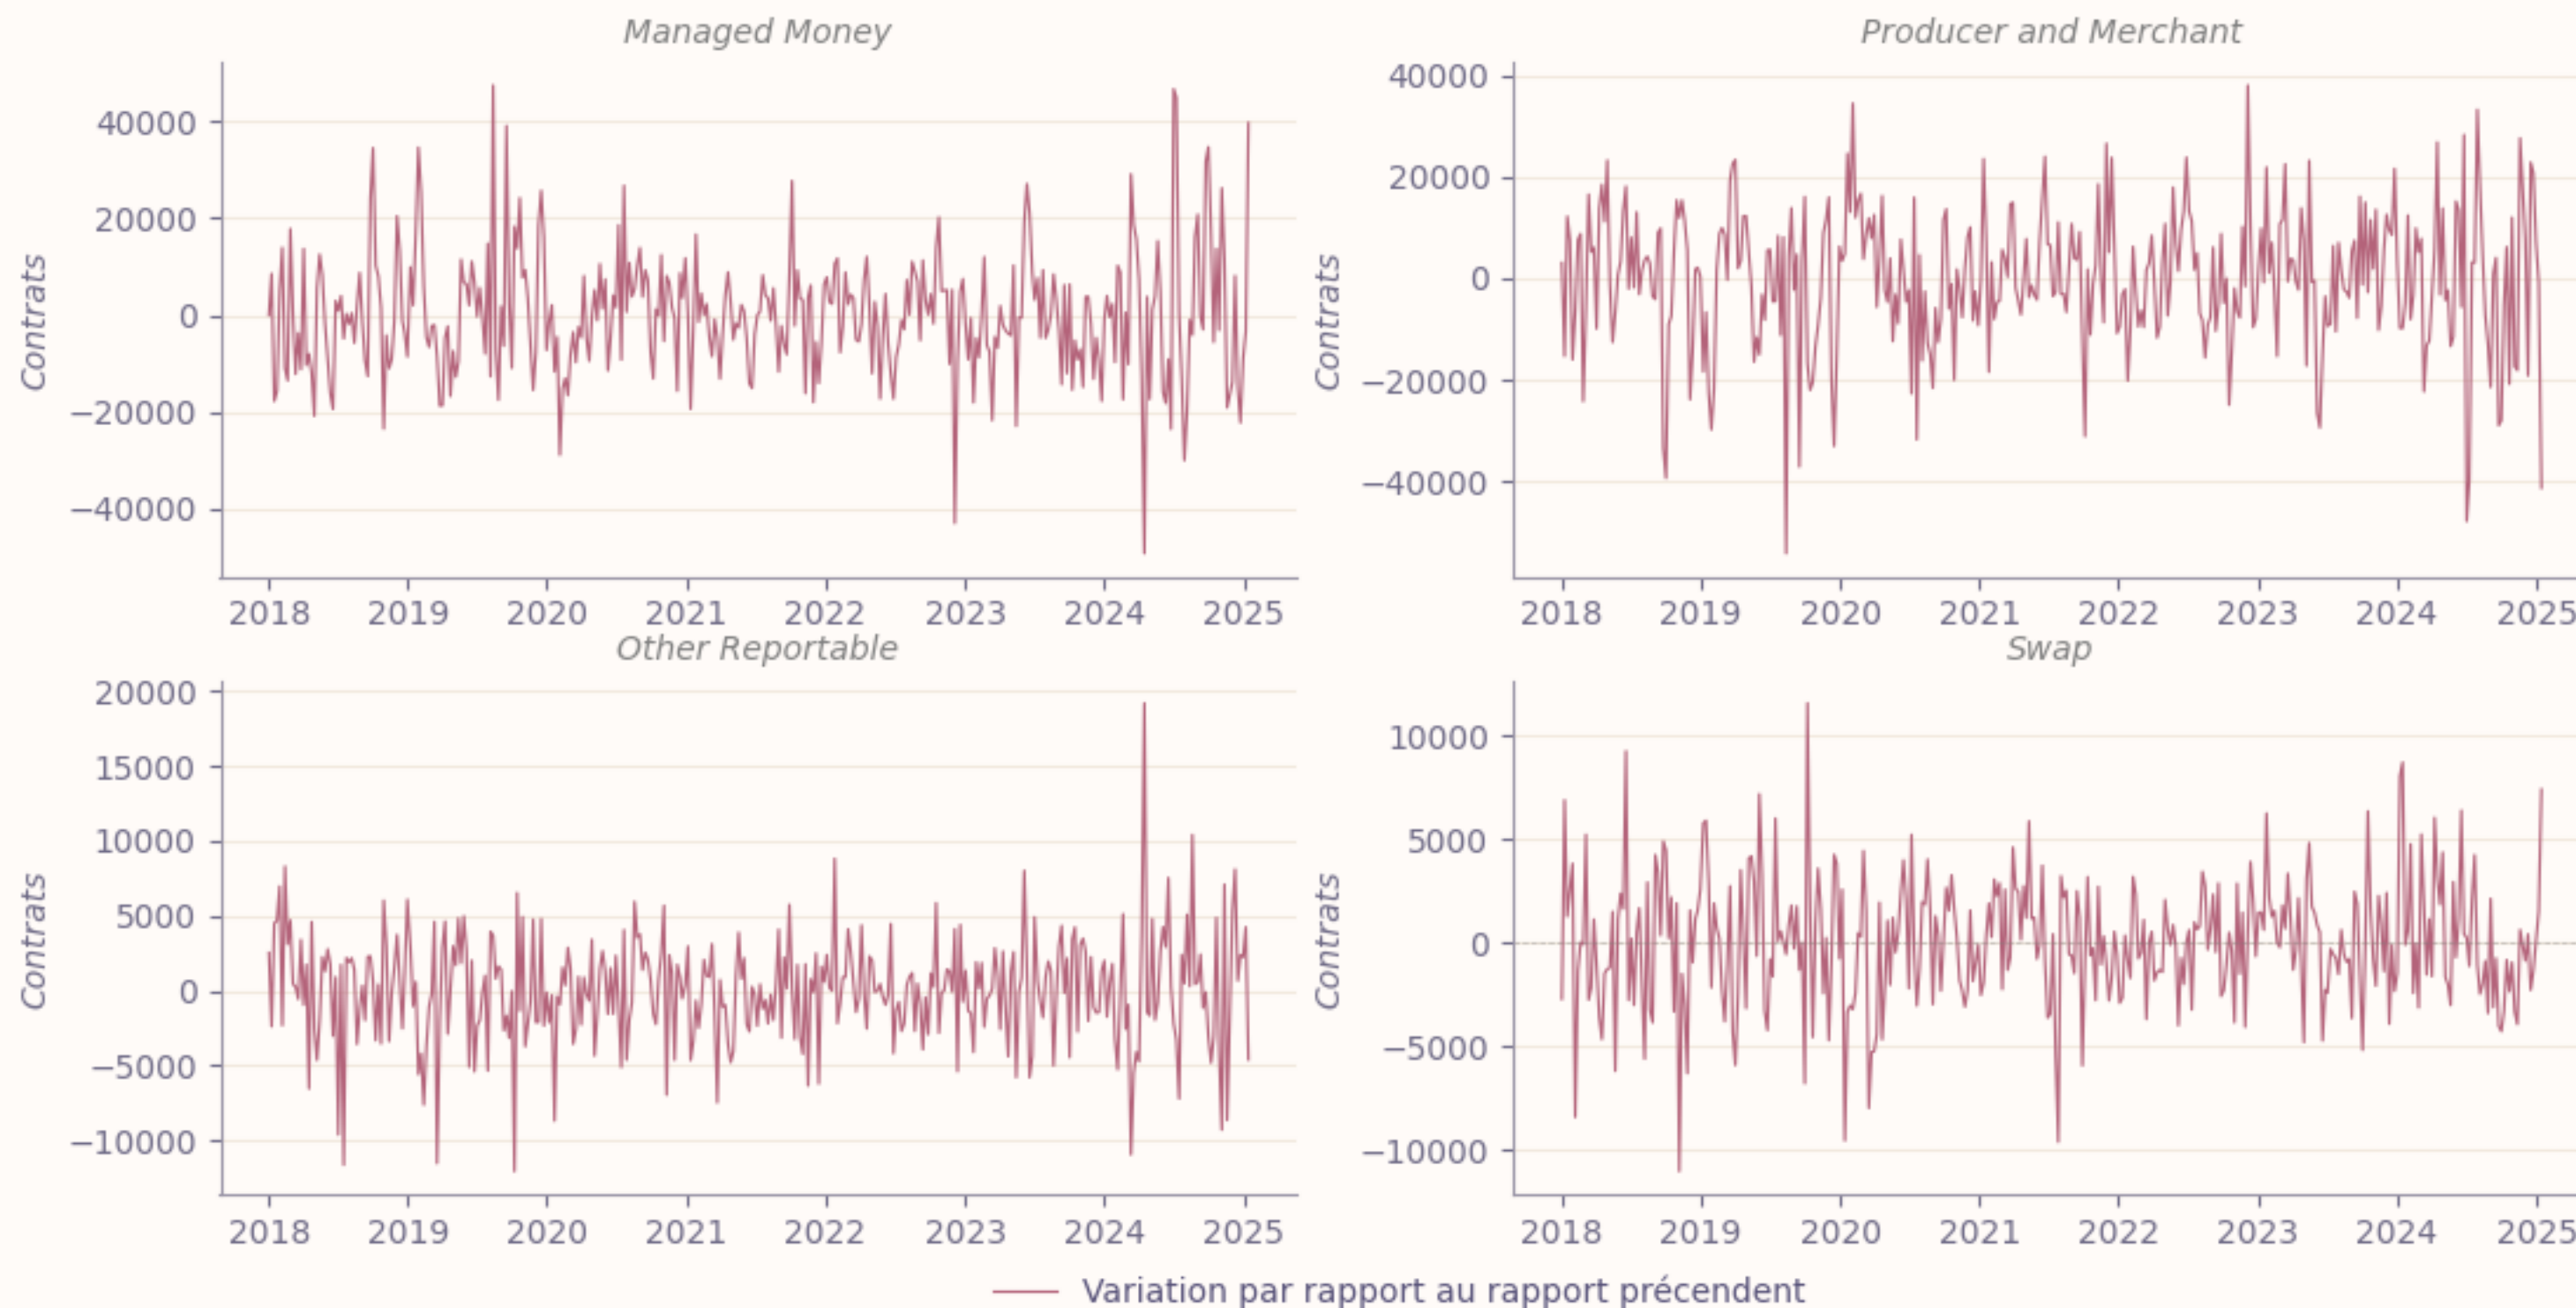 Managed Money
Contrats
40000
20000
0
−20000
−40000
2018 2019 2020 2021 2022 2023 2024 2025
Producer and Merchant
Contrats
40000
20000
0
−20000
−40000
2018 2019 2020 2021 2022 2023 2024 2025
Other Reportable
Contrats
20000
15000
10000
5000
0
−5000
−10000
2018 2019 2020 2021 2022 2023 2024 2025
Swap
Contrats
10000
5000
0
−5000
−10000
2018 2019 2020 2021 2022 2023 2024 2025
Variation par rapport au rapport précendent